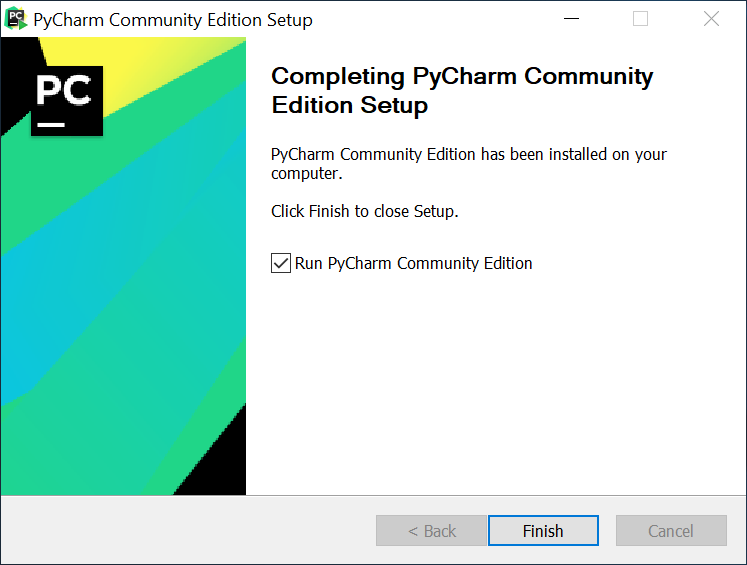 PyCharm Community Edition Setup
PC
Completing PyCharm Community
Edition Setup
PyCharm Community Edition has been installed on your
computer.
Click Finish to close Setup.
Run PyCharm Community Edition
< Back
Finish
Cancel